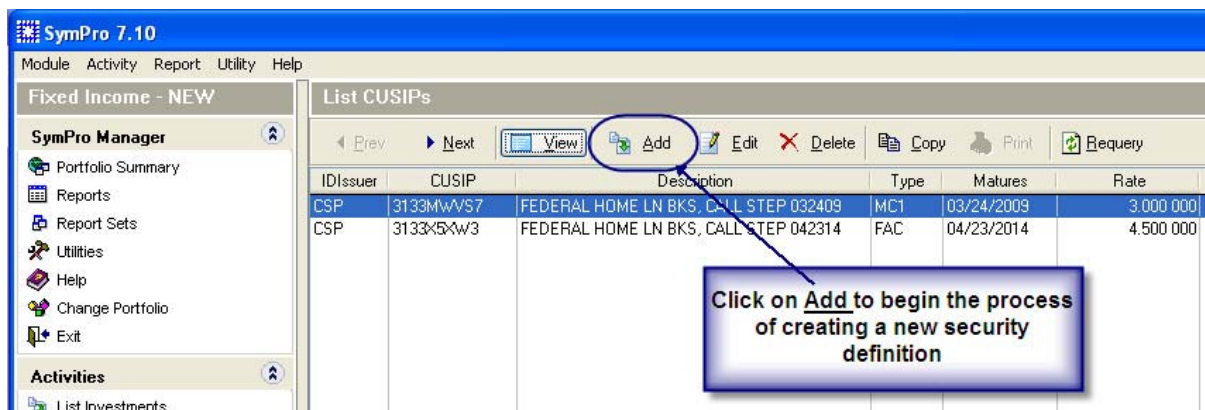 SymPro 7.10
Module Activity Report Utility Help
Fixed Income - NEW
List CUSIPs
SymPro Manager
Portfolio Summary
Reports
Report Sets
Utilities
Help
Change Portfolio
Exit
Activities
List Investments
Prev Next View Add Edit Delete Copy Print Requery
IDIssuer CUSIP Description Type Matures Rate
CSP 3133MWVS7 FEDERAL HOME LN BKS, CALL STEP 032409 MC1 03/24/2009 3.000 000
CSP 3133X5XW3 FEDERAL HOME LN BKS, CALL STEP 042314 FAC 04/23/2014 4.500 000
Click on Add to begin the process
of creating a new security
definition